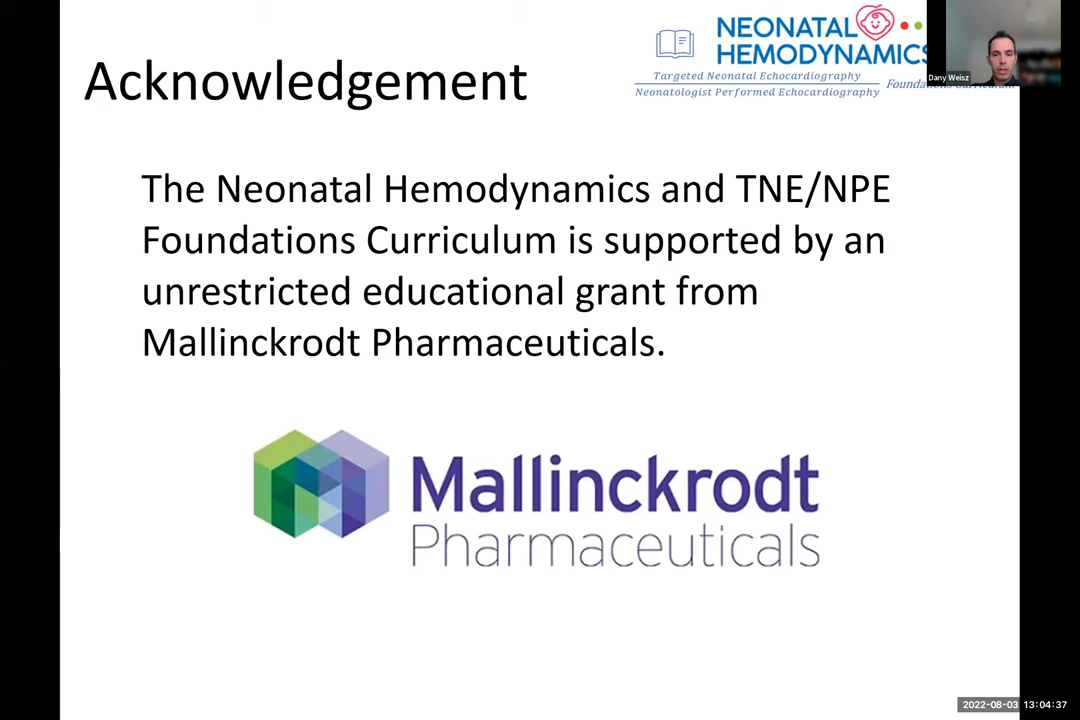 NEONATAL
HEMODYNAMICS
Targeted Neonatal Echocardiography
Neonatologist Performed Echocardiography
Dany Weisz
Acknowledgement
The Neonatal Hemodynamics and TNE/NPE
Foundations Curriculum is supported by an
unrestricted educational grant from
Mallinckrodt Pharmaceuticals.
Mallinckrodt
Pharmaceuticals
2022-08-03 13:04:37